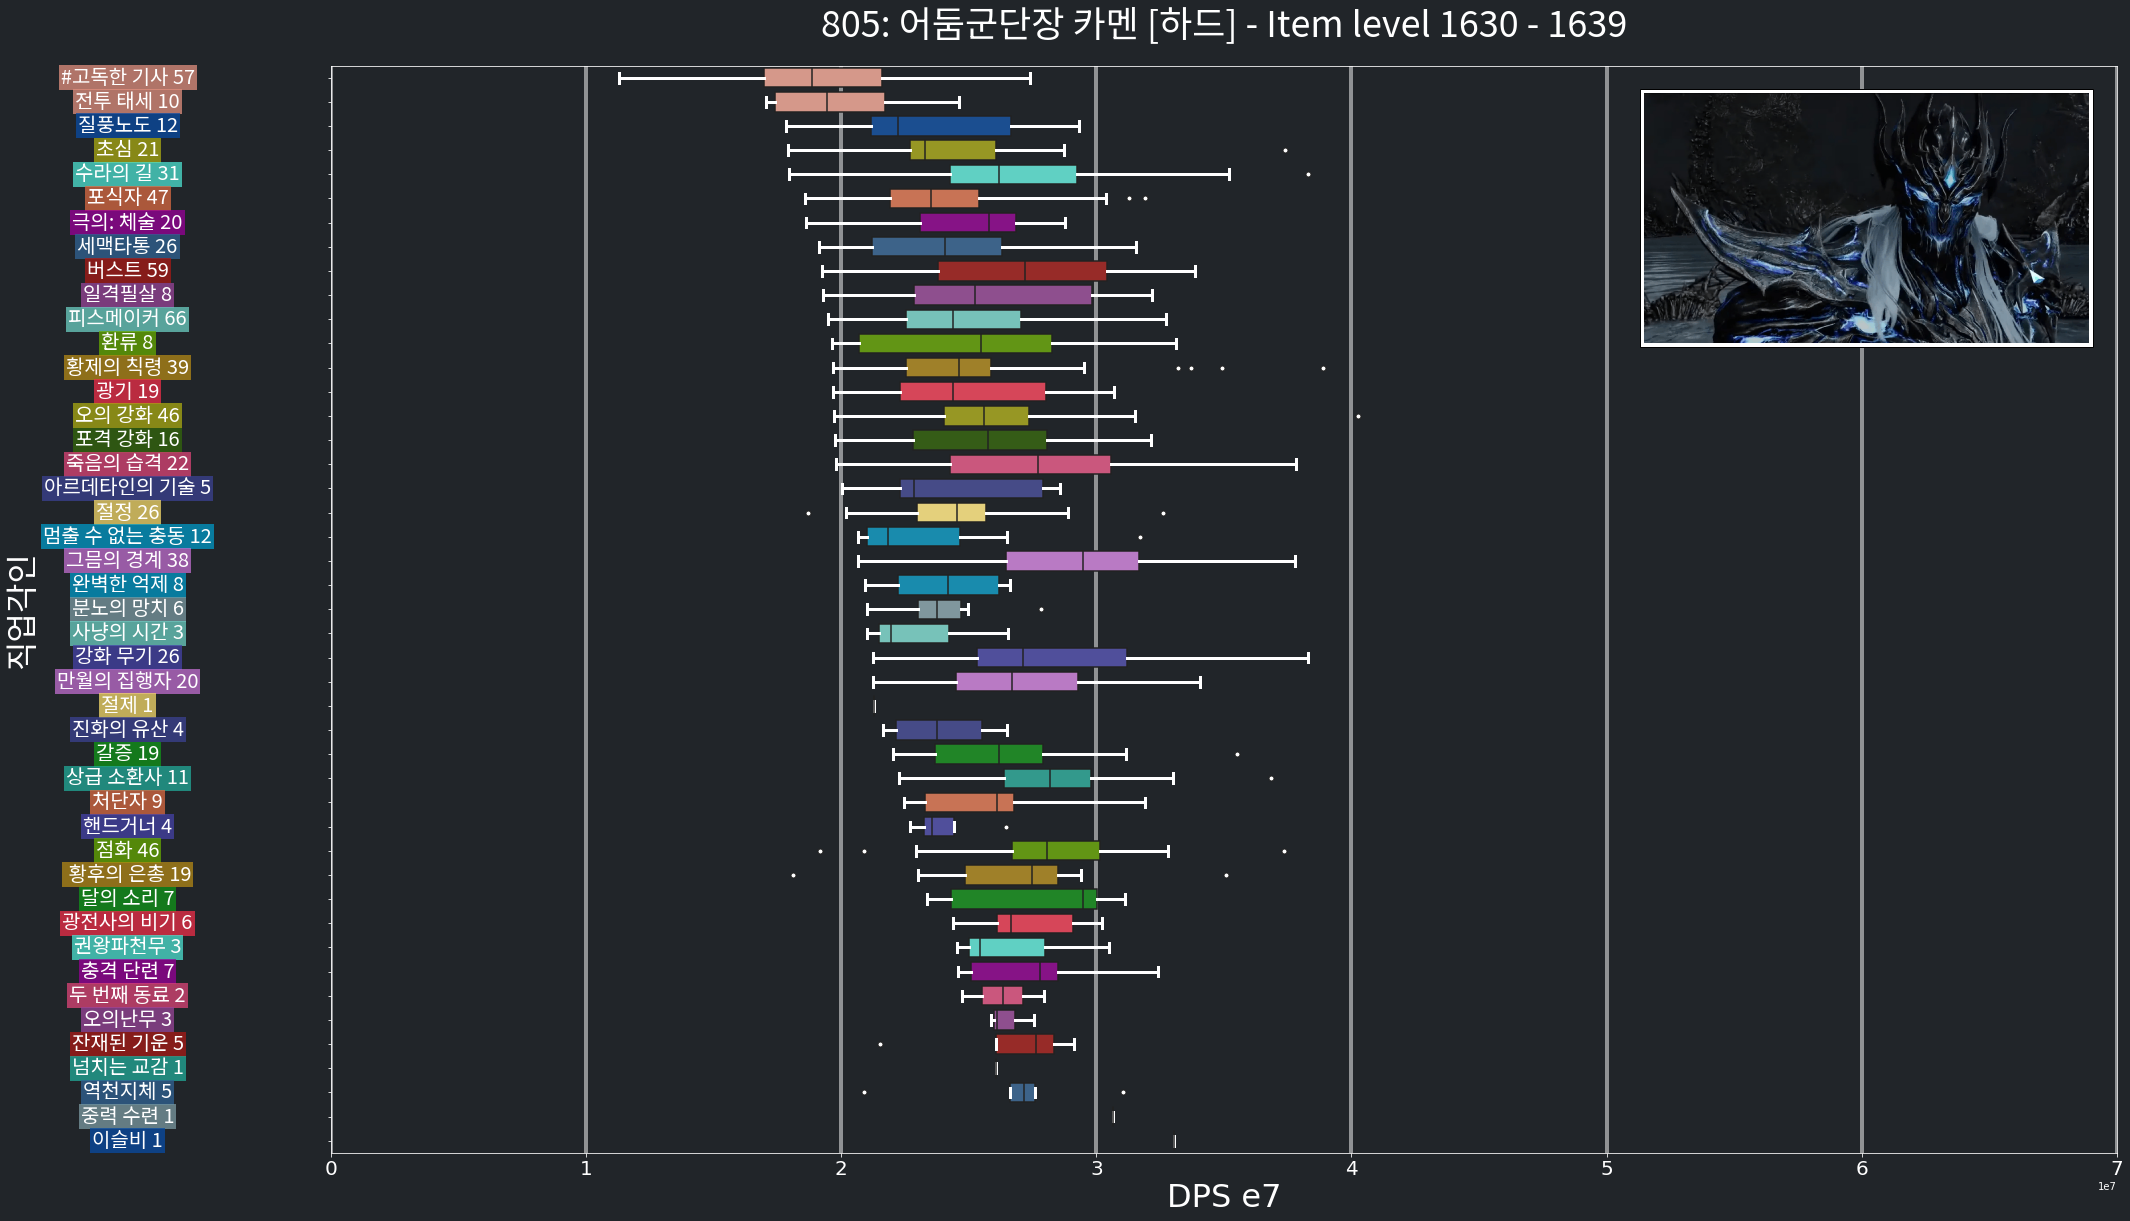 805: 어둠군단장 카멘 [하드] - Item level 1630 - 1639
#고독한 기사 57
전투 태세 10
질풍노도 12
초심 21
수라의 길 31
포식자 47
극의: 체술 20
세맥타통 26
버스트 59
일격필살 8
피스메이커 66
환류 8
황제의 칙령 39
광기 19
오의 강화 46
포격 강화 16
죽음의 습격 22
아르데타인의 기술 5
절정 26
멈출 수 없는 충동 12
그믐의 경계 38
완벽한 억제 8
분노의 망치 6
사냥의 시간 3
강화 무기 26
만월의 집행자 20
절제 1
진화의 유산 4
갈증 19
상급 소환사 11
처단자 9
핸드거너 4
점화 46
황후의 은총 19
달의 소리 7
광전사의 비기 6
권왕파천무 3
충격 단련 7
두 번째 동료 2
오의난무 3
잔재된 기운 5
넘치는 교감 1
역천지체 5
중력 수련 1
이슬비 1
직업각인
0 1 2 3 4 5 6 7
1e7
DPS e7